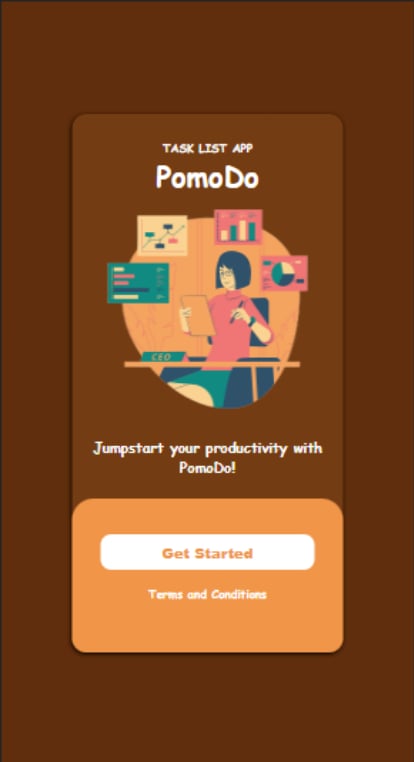 TASK LIST APP
PomoDo
CEO
Jumpstart your productivity with
PomoDo!
Get Started
Terms and Conditions